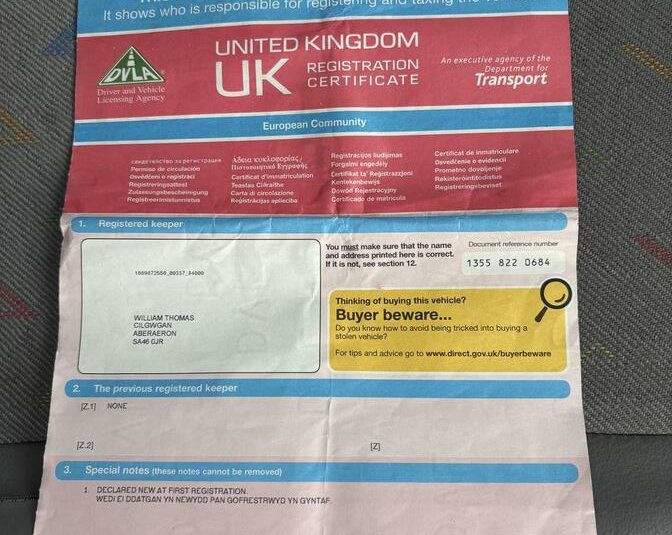 It shows who is responsible for registering and taxing the
DVLA
Driver and Vehicle
Licensing Agency
UNITED KINGDOM
UK REGISTRATION
CERTIFICATE
An executive agency of the
Department for
Transport
European Community
свидетелство за регистрация
Permiso de circulación
Osvědčení o registraci
Registreringsattest
Zulassungsbescheinigung
Registreerimistunnistus
Άδεια κυκλοφορίας/
Πιστοποιητικό Εγγραφής
Certificat d'immatriculation
Teastas Cláraithe
Carta di circolazione
Reģistrācijas apliecība
Registracijos liudijimas
Forgalmi engedély
Ċertifikat ta' Reġistrazzjoni
Kentekenbewijs
Dowód Rejestracyjny
Certificado de matrícula
Certificat de înmatriculare
Osvedčenie o evidencii
Prometno dovoljenje
Rekisteröintitodistus
Registreringsbeviset
1. Registered keeper
WILLIAM THOMAS
CILGWGAN
ABERAERON
SA46 0JR
You must make sure that the name
and address printed here is correct.
If it is not, see section 12.
Document reference number
1355 822 0684
Thinking of buying this vehicle?
Buyer beware...
Do you know how to avoid being tricked into buying a
stolen vehicle?
For tips and advice go to www.direct.gov.uk/buyerbeware
2. The previous registered keeper
[Z.1] NONE
[Z.2]
[Z]
3. Special notes (these notes cannot be removed)
1 DECLARED NEW AT FIRST REGISTRATION.
WEDI EI DDATGAN YN NEWYDD PAN GOFRESTRWYD YN GYNTAF.